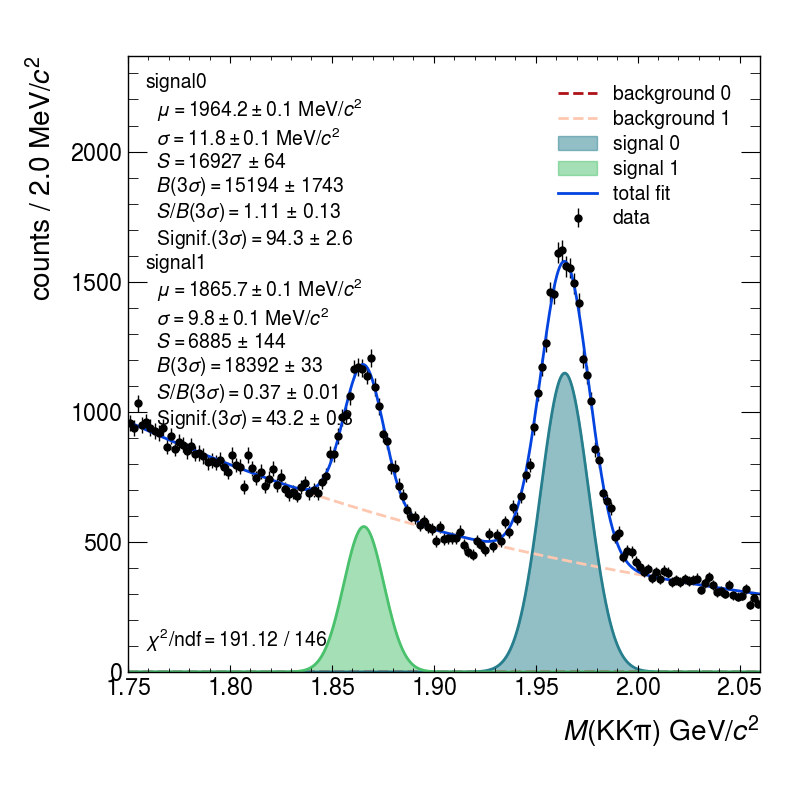 counts / 2.0 MeV/c²
signal0
μ = 1964.2 ± 0.1 MeV/c²
σ = 11.8 ± 0.1 MeV/c²
S = 16927 ± 64
B(3σ) = 15194 ± 1743
S/B(3σ) = 1.11 ± 0.13
Signif.(3σ) = 94.3 ± 2.6
signal1
μ = 1865.7 ± 0.1 MeV/c²
σ = 9.8 ± 0.1 MeV/c²
S = 6885 ± 144
B(3σ) = 18392 ± 33
S/B(3σ) = 0.37 ± 0.01
Signif.(3σ) = 43.2 ± 0.8
χ²/ndf = 191.12 / 146
background 0
background 1
signal 0
signal 1
total fit
data
2000
1500
1000
500
0
1.75 1.80 1.85 1.90 1.95 2.00 2.05
M(KKπ) GeV/c²